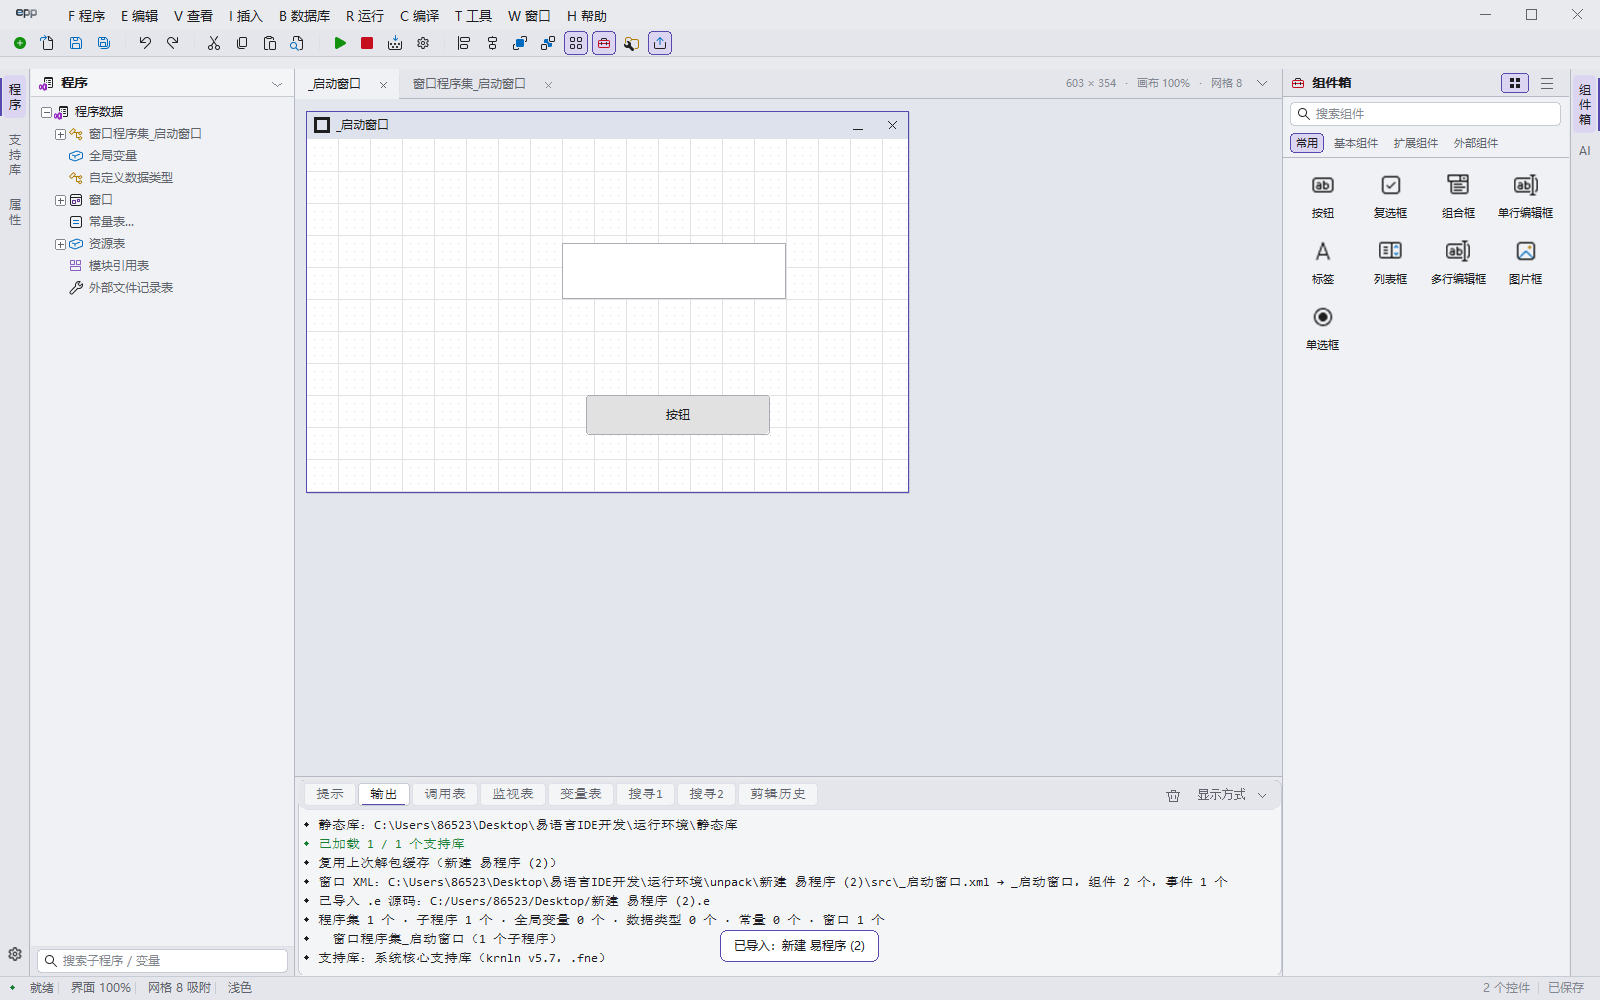 epp
F 程序 E 编辑 V 查看 I 插入 B 数据库 R 运行 C 编译 T 工具 W 窗口 H 帮助
程序
支持库
属性
程序
程序数据
窗口程序集_启动窗口
全局变量
自定义数据类型
窗口
常量表...
资源表
模块引用表
外部文件记录表
搜索子程序 / 变量
_启动窗口
窗口程序集_启动窗口
603 × 354 · 画布 100% · 网格 8
_启动窗口
按钮
提示 输出 调用表 监视表 变量表 搜寻1 搜寻2 剪辑历史
显示方式
静态库: C:\Users\86523\Desktop\易语言IDE开发\运行环境\静态库
已加载 1 / 1 个支持库
复用上次解包缓存（新建 易程序 (2)）
窗口 XML: C:\Users\86523\Desktop\易语言IDE开发\运行环境\unpack\新建 易程序 (2)\src\_启动窗口.xml → _启动窗口, 组件 2 个, 事件 1 个
已导入 .e 源码: C:/Users/86523/Desktop/新建 易程序 (2).e
程序集 1 个 · 子程序 1 个 · 全局变量 0 个 · 数据类型 0 个 · 常量 0 个 · 窗口 1 个
窗口程序集_启动窗口（1 个子程序）
支持库: 系统核心支持库（krnln v5.7, .fne）
已导入: 新建 易程序 (2)
组件箱
搜索组件
常用 基本组件 扩展组件 外部组件
按钮 复选框 组合框 单行编辑框
标签 列表框 多行编辑框 图片框
单选框
组件箱
AI
就绪 界面 100% 网格 8 吸附 浅色
2 个控件 已保存